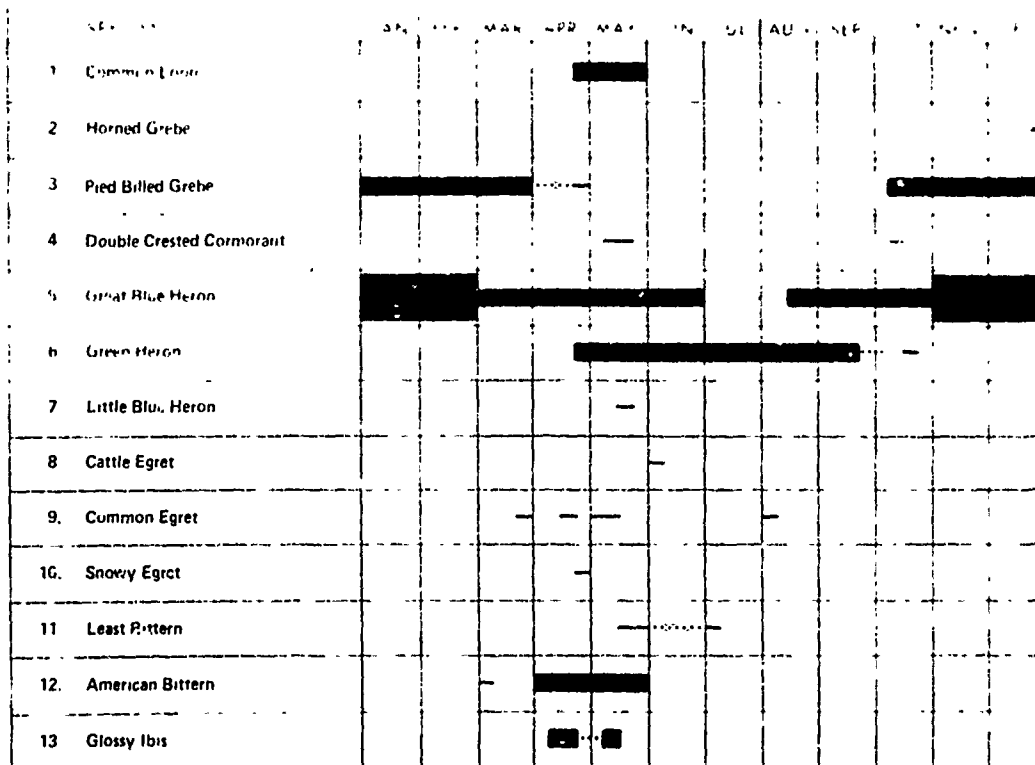 MAR APR MAY SEP
1 Common Loon
2 Horned Grebe
3 Pied Billed Grebe
4 Double Crested Cormorant
5 Great Blue Heron
6 Green Heron
7 Little Blue Heron
8 Cattle Egret
9. Common Egret
10. Snowy Egret
11 Least Bittern
12. American Bittern
13 Glossy Ibis